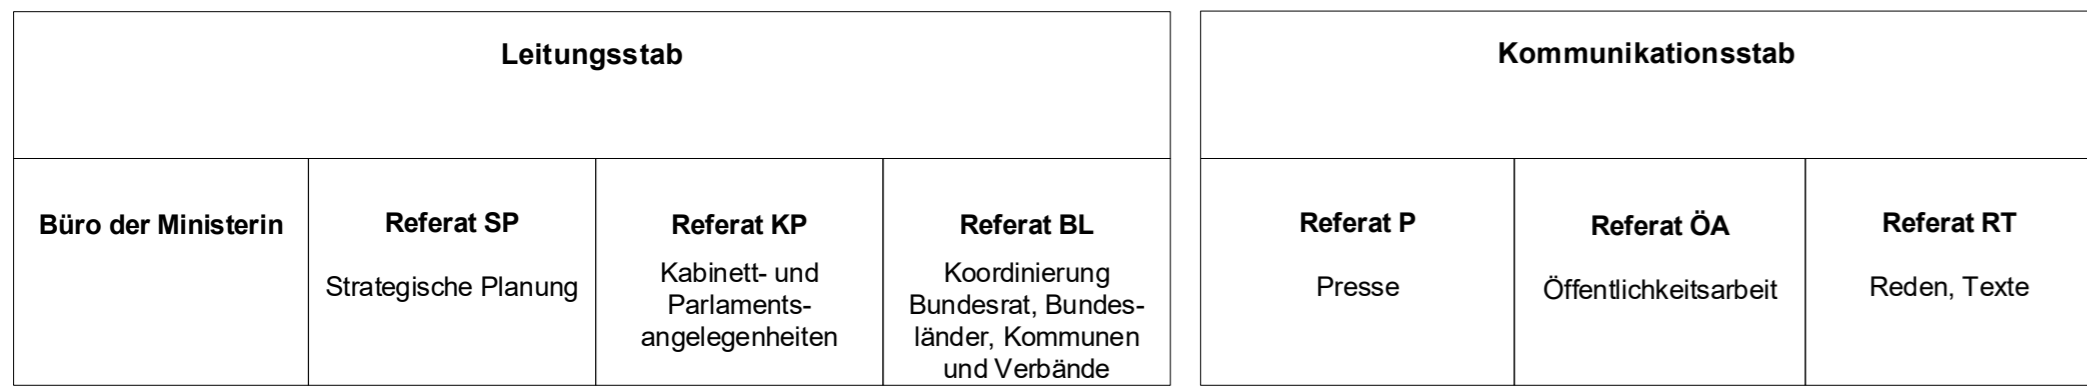 Leitungsstab
Büro der Ministerin
Referat SP
Strategische Planung
Referat KP
Kabinett- und
Parlaments-
angelegenheiten
Referat BL
Koordinierung
Bundesrat, Bundes-
länder, Kommunen
und Verbände
Kommunikationsstab
Referat P
Presse
Referat ÖA
Öffentlichkeitsarbeit
Referat RT
Reden, Texte